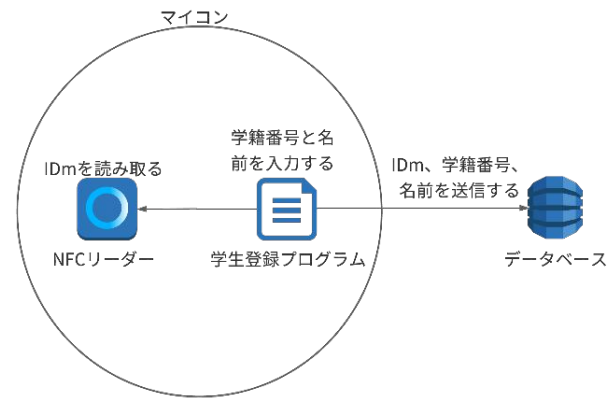 マイコン
学籍番号と名
前を入力する
IDmを読み取る
IDm、学籍番号、
名前を送信する
NFCリーダー
学生登録プログラム
データベース